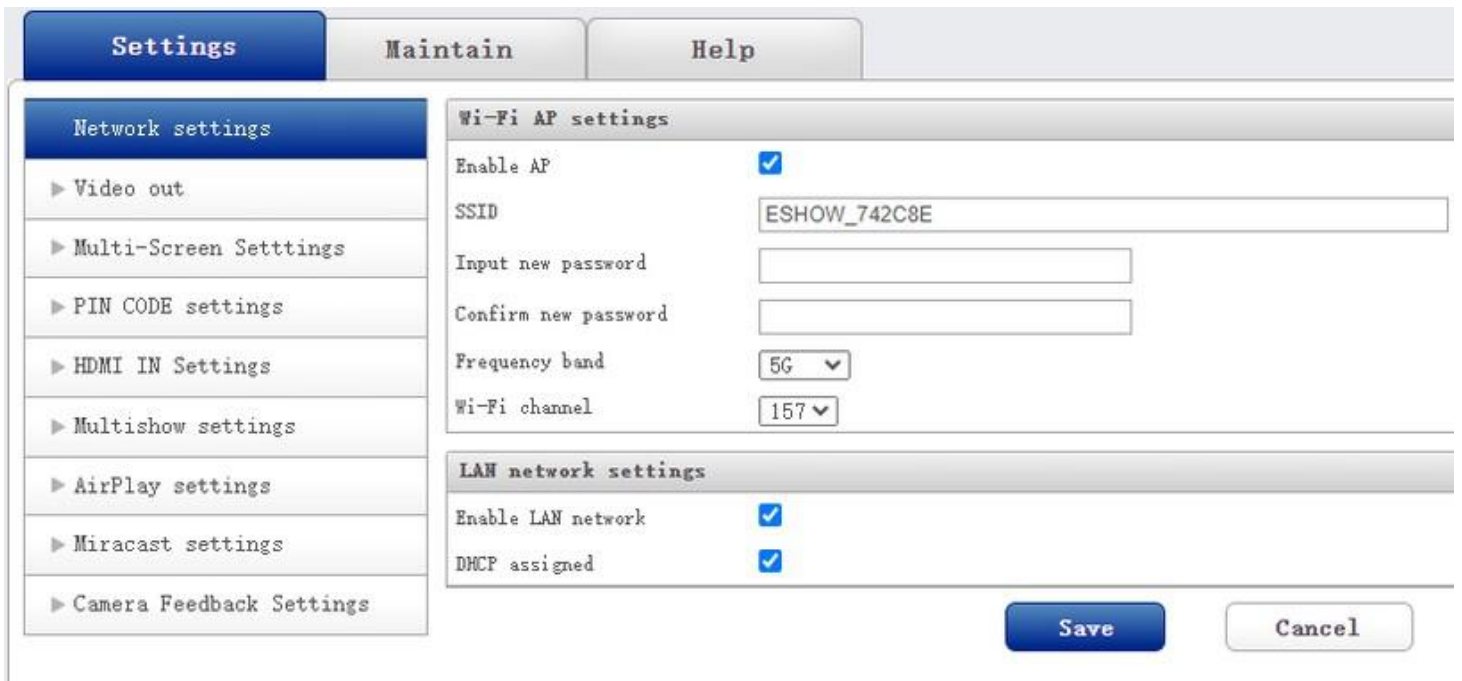 Settings
Maintain
Help
Network settings
Video out
Multi-Screen Setttings
PIN CODE settings
HDMI IN Settings
Multishow settings
AirPlay settings
Miracast settings
Camera Feedback Settings
Wi-Fi AP settings
Enable AP
SSID ESHOW_742C8E
Input new password
Confirm new password
Frequency band 5G
Wi-Fi channel 157
LAN network settings
Enable LAN network
DHCP assigned
Save
Cancel